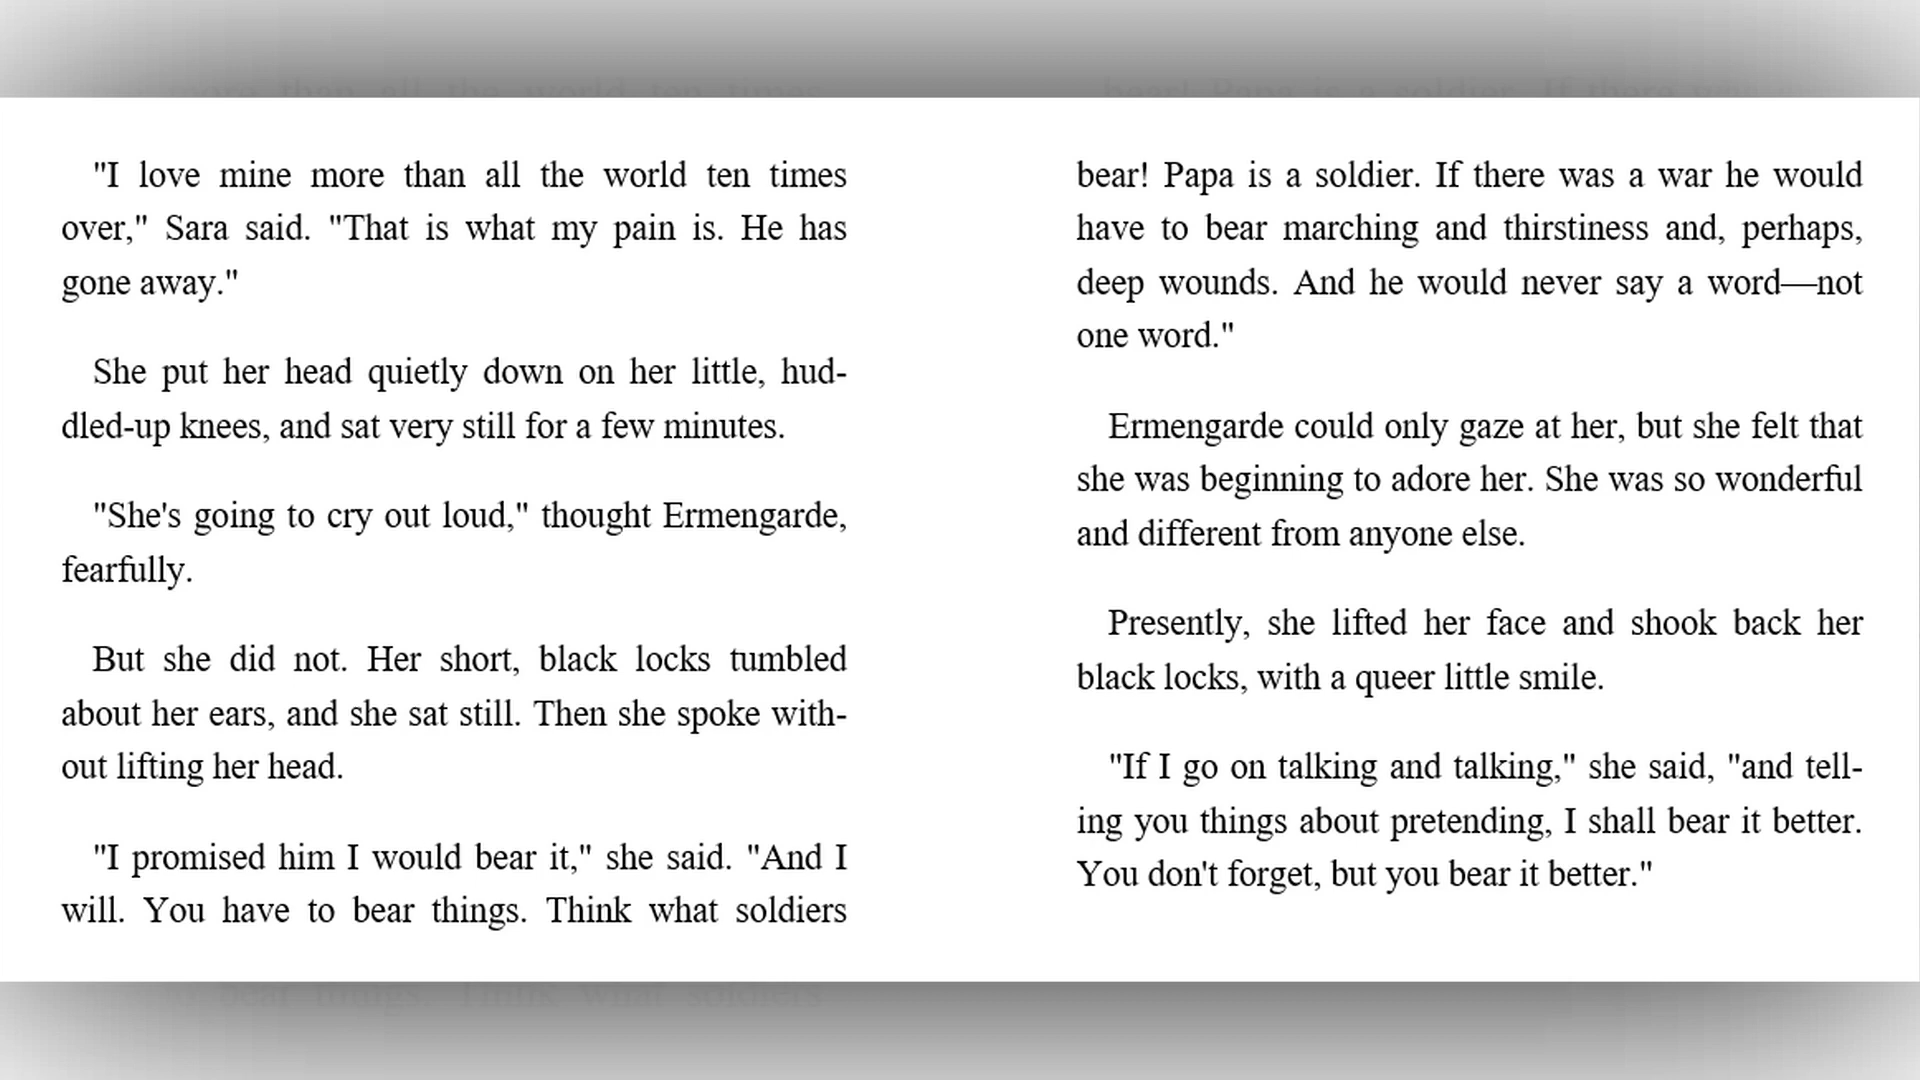 "I love mine more than all the world ten times
over," Sara said. "That is what my pain is. He has
gone away."
She put her head quietly down on her little, hud-
dled-up knees, and sat very still for a few minutes.
"She's going to cry out loud," thought Ermengarde,
fearfully.
But she did not. Her short, black locks tumbled
about her ears, and she sat still. Then she spoke with-
out lifting her head.
"I promised him I would bear it," she said. "And I
will. You have to bear things. Think what soldiers
bear! Papa is a soldier. If there was a war he would
have to bear marching and thirstiness and, perhaps,
deep wounds. And he would never say a word—not
one word."
Ermengarde could only gaze at her, but she felt that
she was beginning to adore her. She was so wonderful
and different from anyone else.
Presently, she lifted her face and shook back her
black locks, with a queer little smile.
"If I go on talking and talking," she said, "and tell-
ing you things about pretending, I shall bear it better.
You don't forget, but you bear it better."